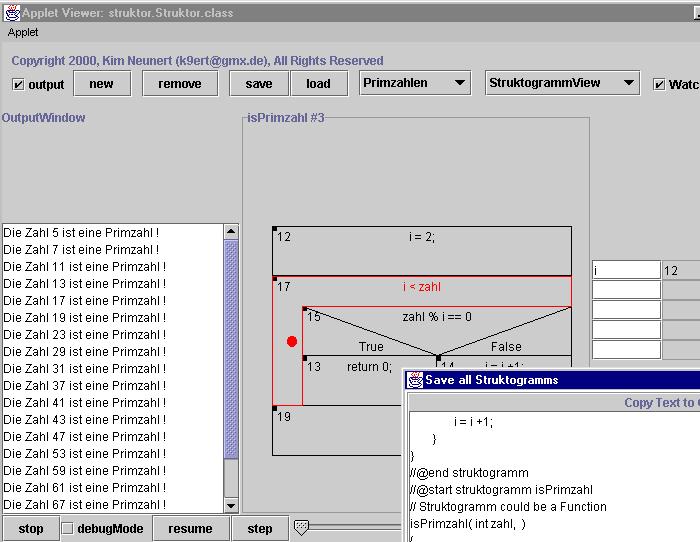 Applet Viewer: struktor.Struktor.class
Applet
Copyright 2000, Kim Neunert (k9ert@gmx.de), All Rights Reserved
output new remove save load Primzahlen StruktogrammView Watc
OutputWindow
isPrimzahl #3
Die Zahl 5 ist eine Primzahl !
Die Zahl 7 ist eine Primzahl !
Die Zahl 11 ist eine Primzahl !
Die Zahl 13 ist eine Primzahl !
Die Zahl 17 ist eine Primzahl !
Die Zahl 19 ist eine Primzahl !
Die Zahl 23 ist eine Primzahl !
Die Zahl 29 ist eine Primzahl !
Die Zahl 31 ist eine Primzahl !
Die Zahl 37 ist eine Primzahl !
Die Zahl 41 ist eine Primzahl !
Die Zahl 43 ist eine Primzahl !
Die Zahl 47 ist eine Primzahl !
Die Zahl 53 ist eine Primzahl !
Die Zahl 59 ist eine Primzahl !
Die Zahl 61 ist eine Primzahl !
Die Zahl 67 ist eine Primzahl !
12 i = 2;
17 i < zahl
15 zahl % i == 0
True False
13 return 0; 14 i = i +1;
19
i 12
Save all Struktogramms
Copy Text to
i = i +1;
}
}
//@end struktogramm
//@start struktogramm isPrimzahl
// Struktogramm could be a Function
isPrimzahl( int zahl, )
{
stop debugMode resume step